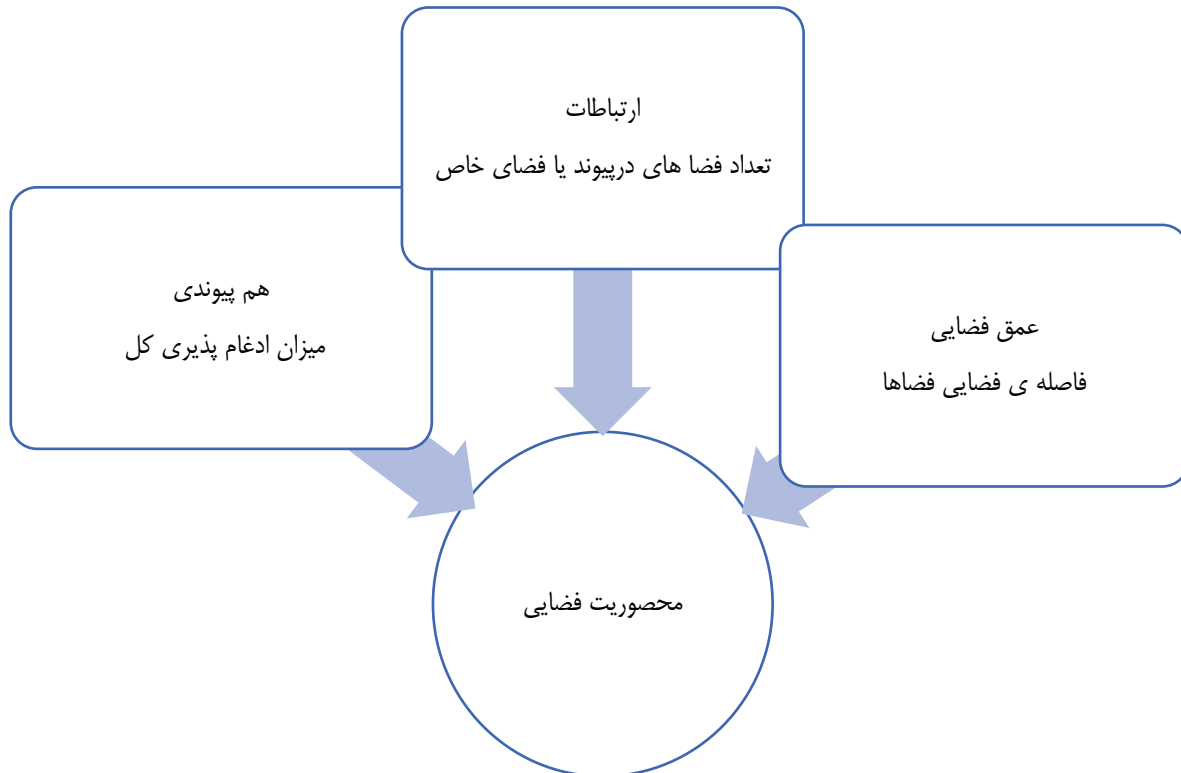 ارتباطات
تعداد فضا های درپیوند یا فضای خاص
هم پیوندی
میزان ادغام پذیری کل
عمق فضایی
فاصله ی فضایی فضاها
محصوریت فضایی